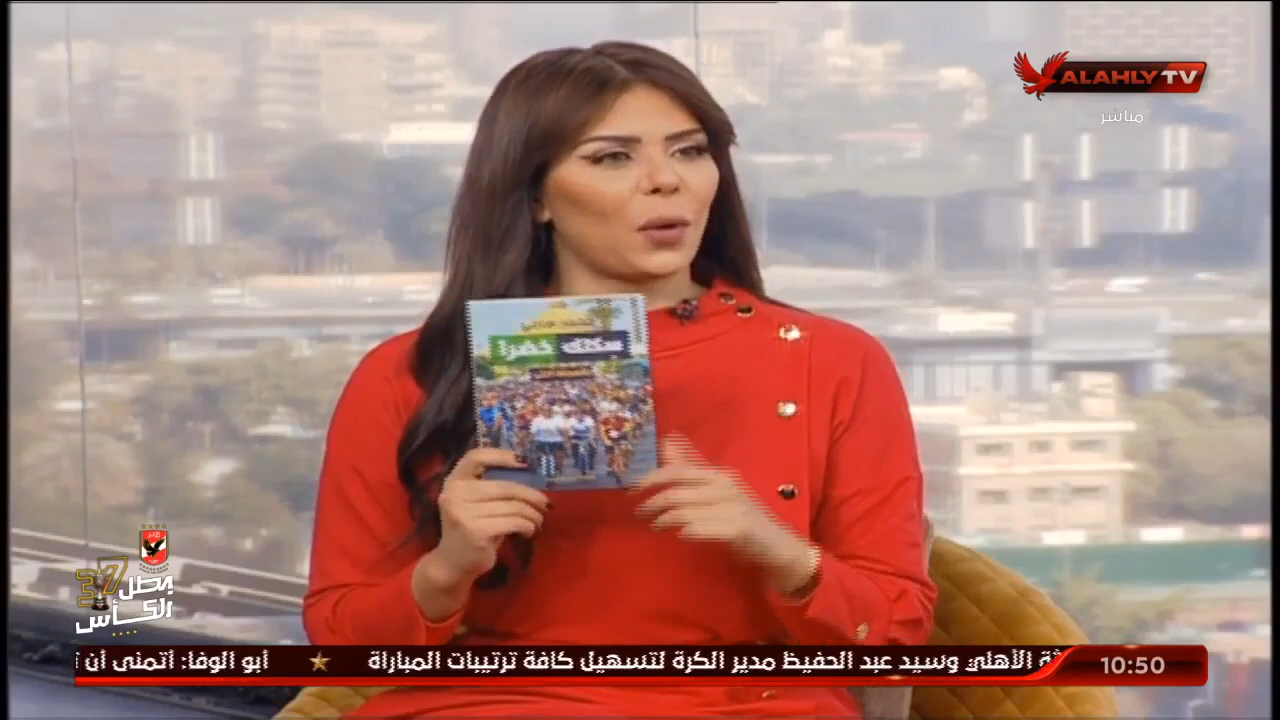 ALAHLY TV
مباشر
سكتك خضرا
37
بطل
الكأس
ثة الأهلي وسيد عبد الحفيظ مدير الكرة لتسهيل كافة ترتيبات المباراة ★ أبو الوفا: أتمنى أن
10:50